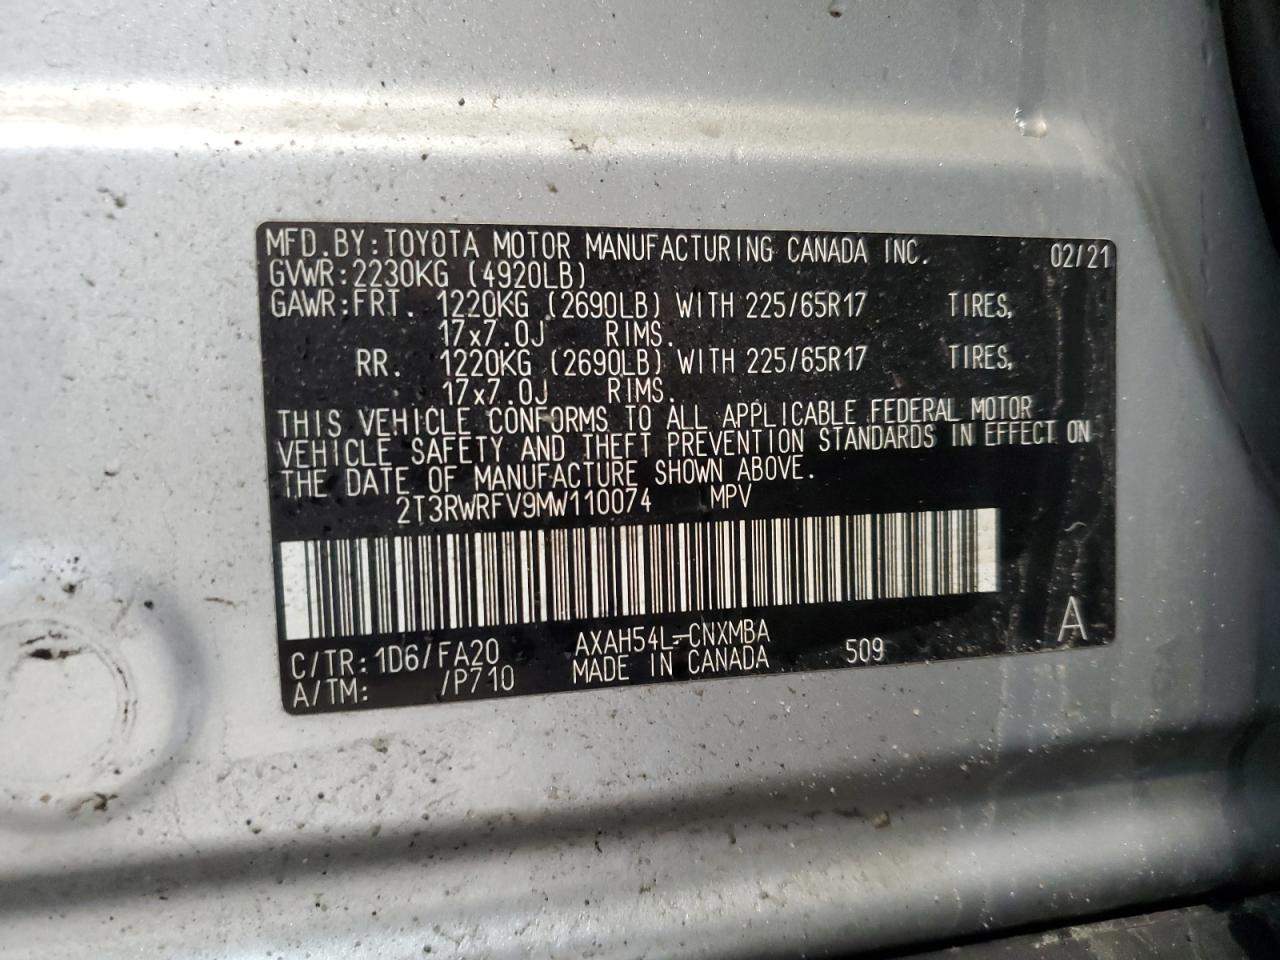 MFD.BY:TOYOTA MOTOR MANUFACTURING CANADA INC. 02/21
GVWR:2230KG (4920LB)
GAWR:FRT. 1220KG (2690LB) WITH 225/65R17 TIRES,
17x7.0J RIMS.
RR. 1220KG (2690LB) WITH 225/65R17 TIRES,
17x7.0J RIMS.
THIS VEHICLE CONFORMS TO ALL APPLICABLE FEDERAL MOTOR
VEHICLE SAFETY AND THEFT PREVENTION STANDARDS IN EFFECT ON
THE DATE OF MANUFACTURE SHOWN ABOVE.
2T3RWRFV9MW110074 MPV
C/TR:1D6/FA20 AXAH54L-CNXMBA A
A/TM: /P710 MADE IN CANADA 509